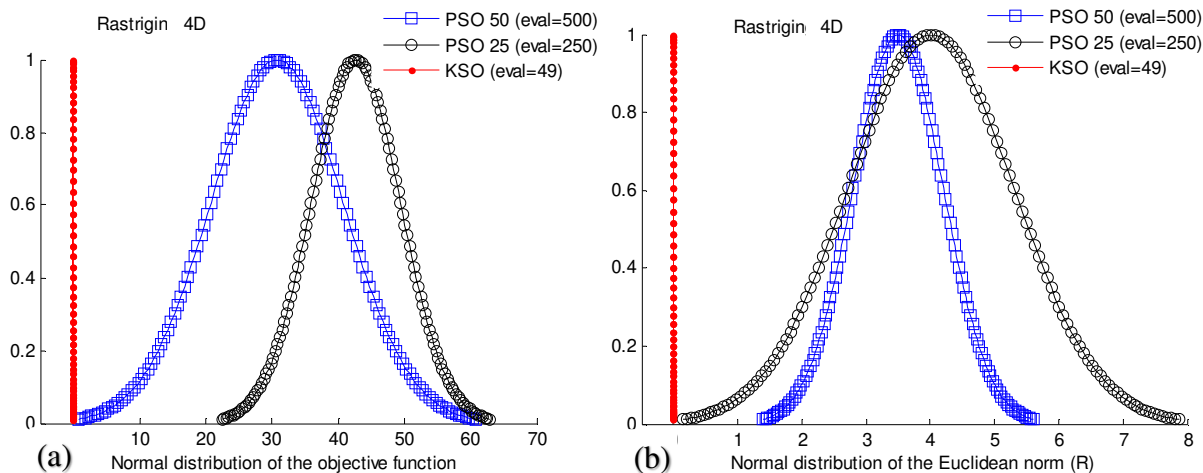 Rastrigin 4D
PSO 50 (eval=500)
PSO 25 (eval=250)
KSO (eval=49)
1
0.8
0.6
0.4
0.2
0
10 20 30 40 50 60 70
(a) Normal distribution of the objective function
Rastrigin 4D
PSO 50 (eval=500)
PSO 25 (eval=250)
KSO (eval=49)
1
0.8
0.6
0.4
0.2
0
1 2 3 4 5 6 7 8
(b) Normal distribution of the Euclidean norm (R)